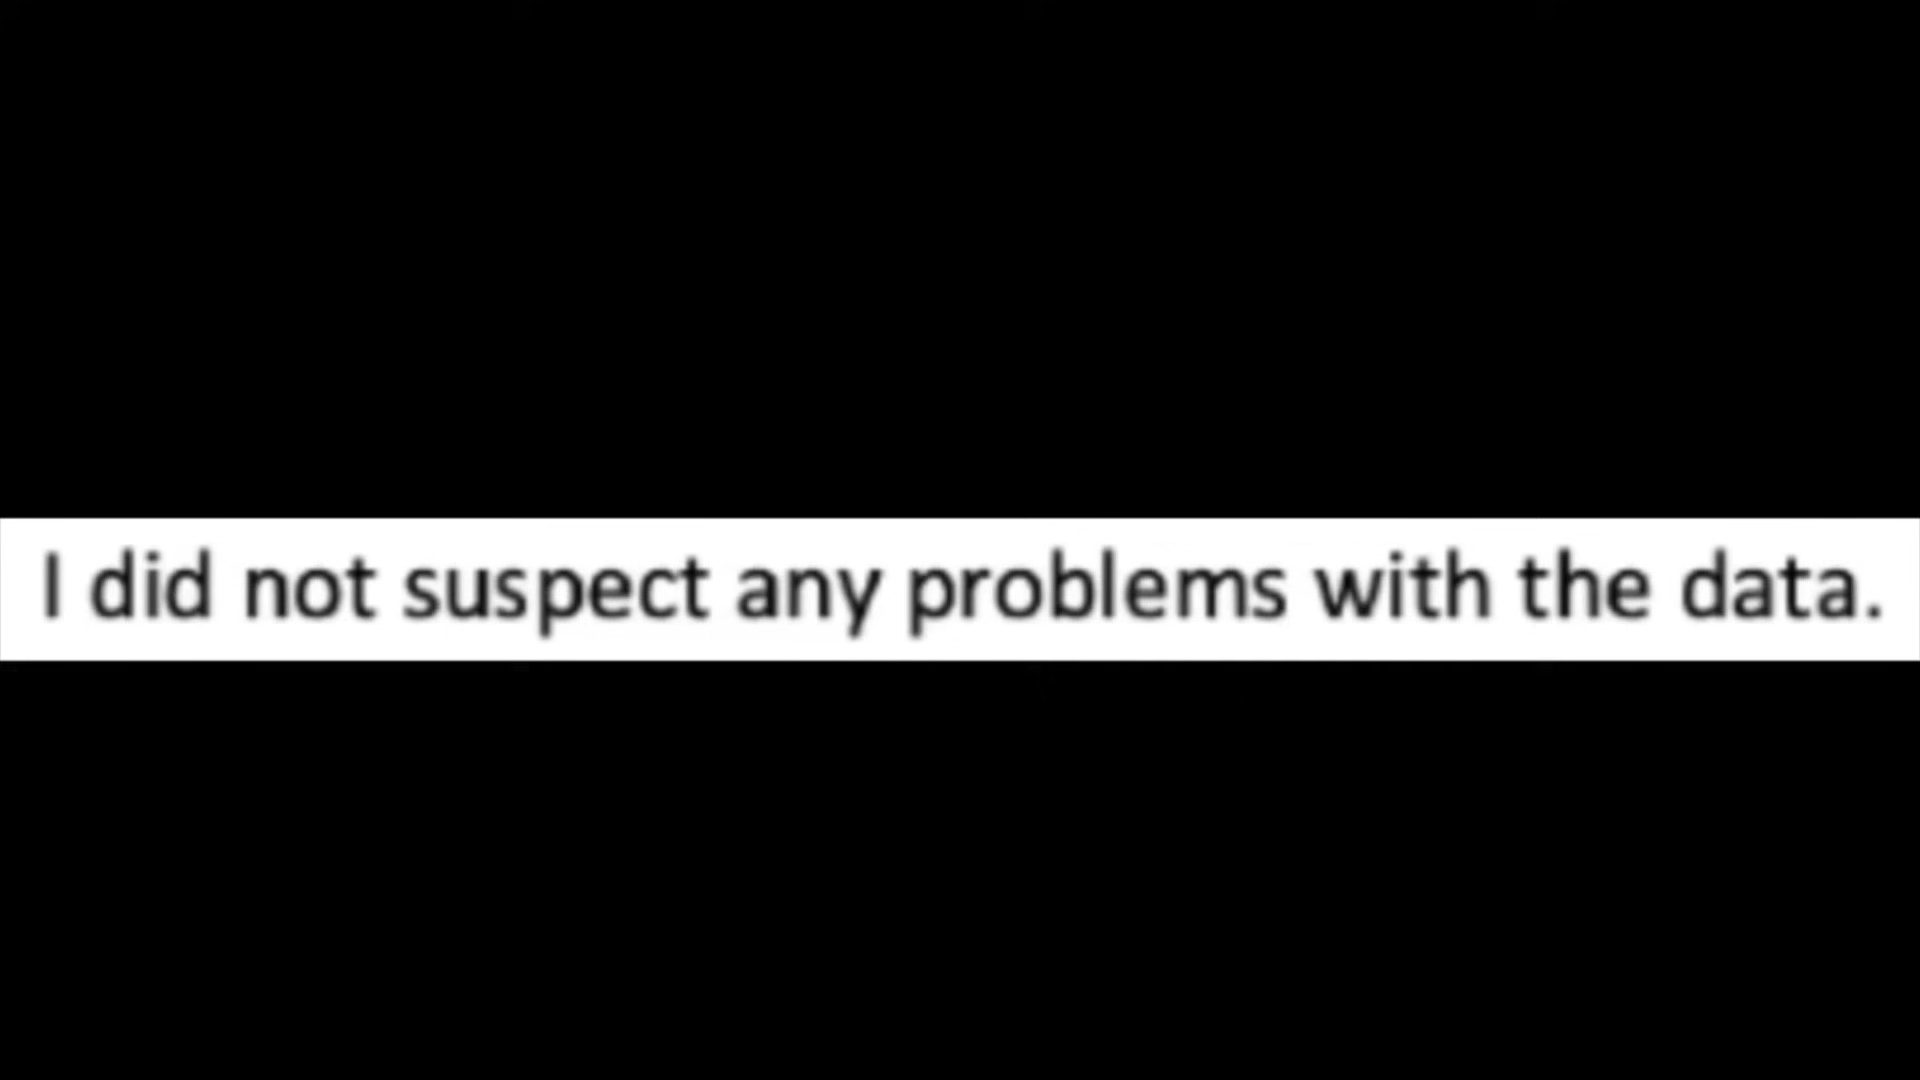 I did not suspect any problems with the data.